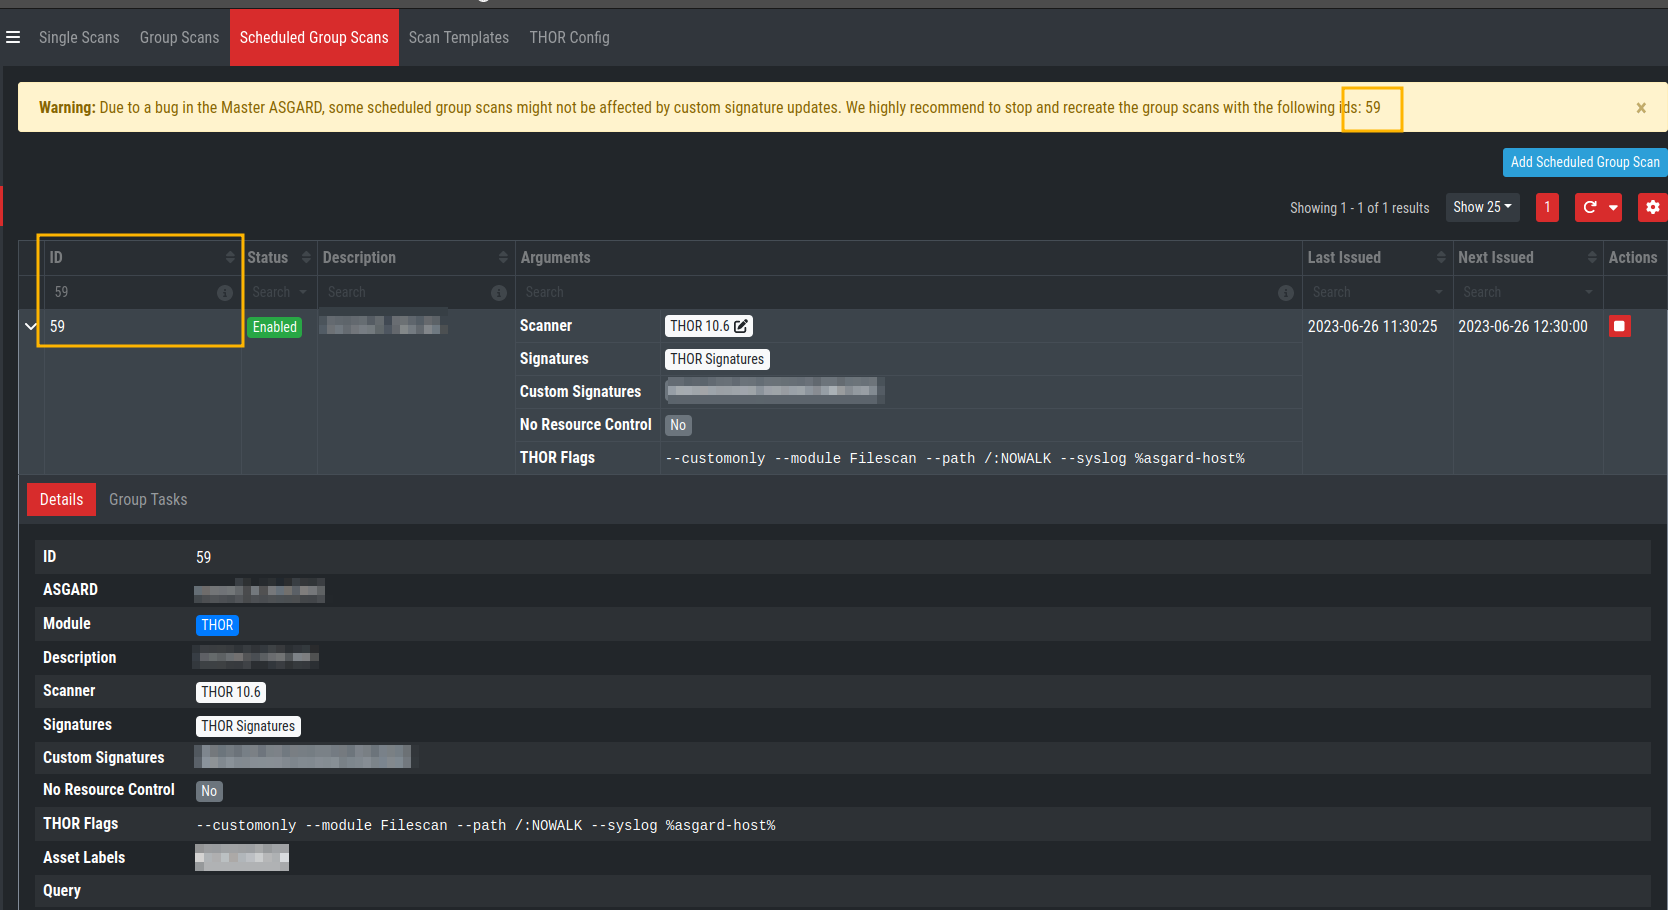 Single Scans Group Scans Scheduled Group Scans Scan Templates THOR Config
Warning: Due to a bug in the Master ASGARD, some scheduled group scans might not be affected by custom signature updates. We highly recommend to stop and recreate the group scans with the following ids: 59 ×
Add Scheduled Group Scan
Showing 1 - 1 of 1 results Show 25 1
ID Status Description Arguments Last Issued Next Issued Actions
59 Search Search Search Search Search
59 Enabled Scanner THOR 10.6 2023-06-26 11:30:25 2023-06-26 12:30:00
Signatures THOR Signatures
Custom Signatures
No Resource Control No
THOR Flags --customonly --module Filescan --path /:NOWALK --syslog %asgard-host%
Details Group Tasks
ID 59
ASGARD
Module THOR
Description
Scanner THOR 10.6
Signatures THOR Signatures
Custom Signatures
No Resource Control No
THOR Flags --customonly --module Filescan --path /:NOWALK --syslog %asgard-host%
Asset Labels
Query